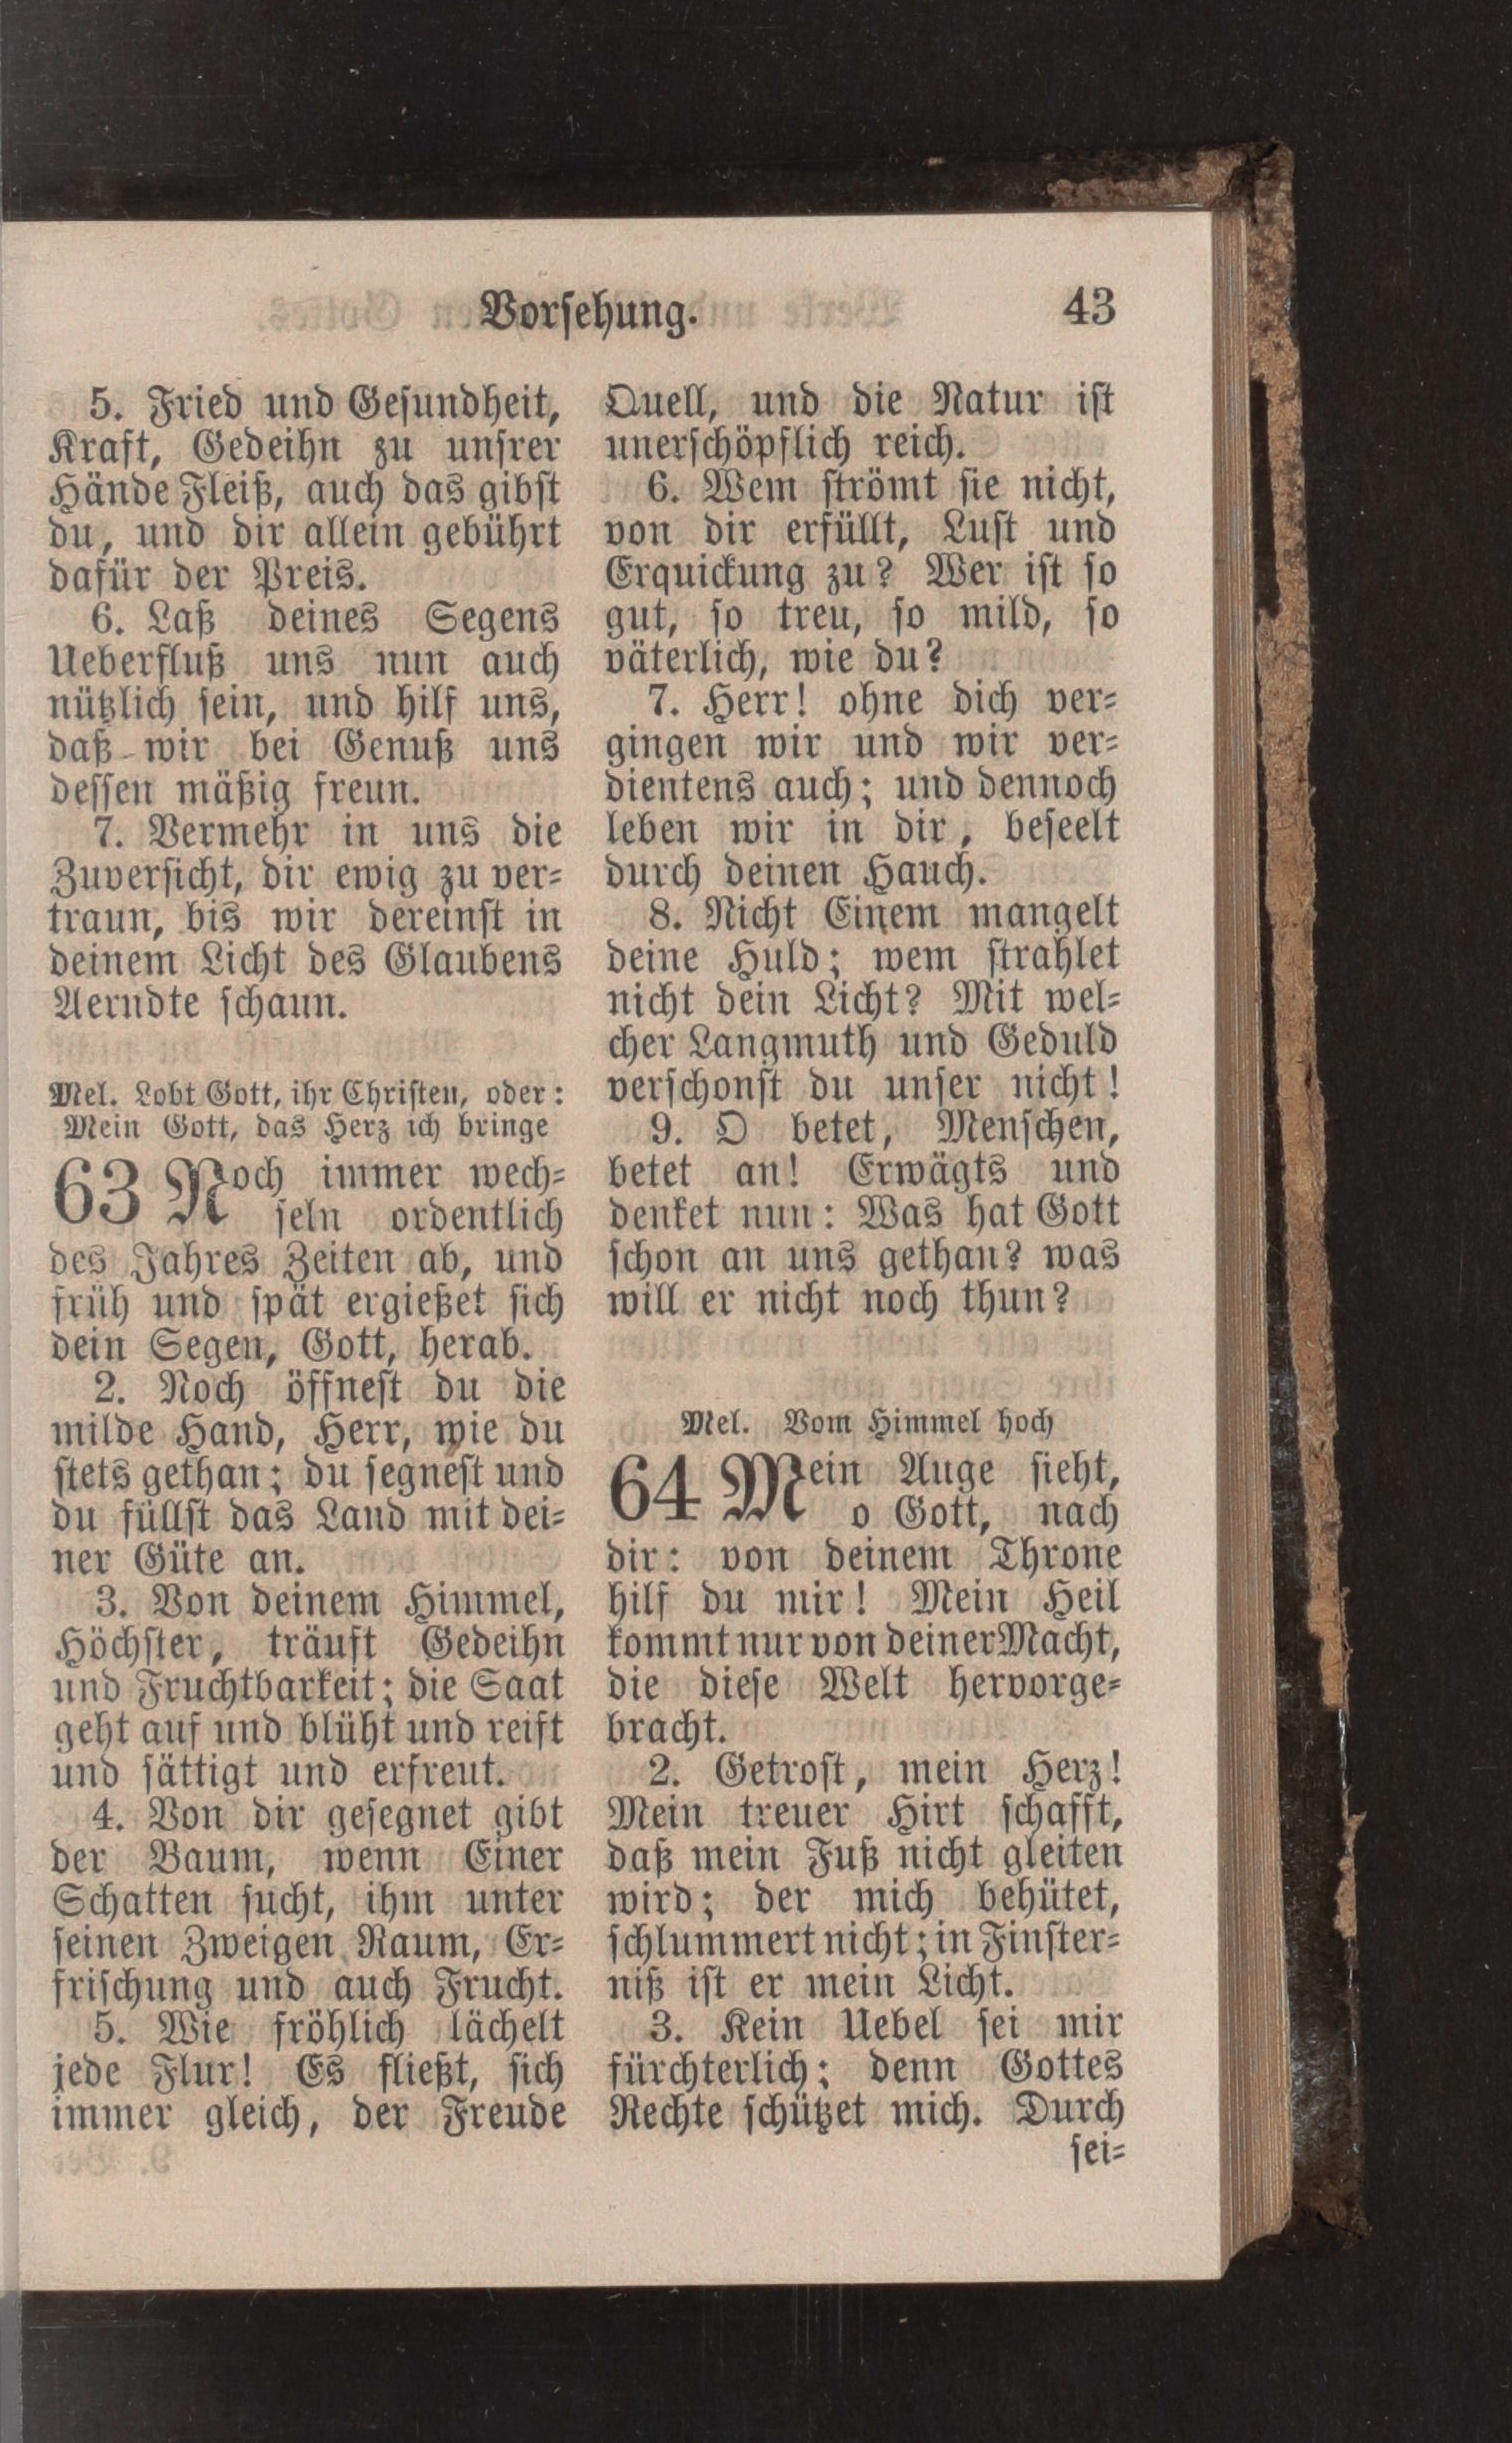 Vorsehung. 43
5. Fried und Gesundheit,
Kraft, Gedeihn zu unsrer
Hände Fleiß, auch das gibst
du, und dir allein gebührt
dafür der Preis.
6. Laß deines Segens
Ueberfluß uns nun auch
nützlich sein, und hilf uns,
daß wir bei Genuß uns
dessen mäßig freun.
7. Vermehr in uns die
Zuversicht, dir ewig zu ver=
traun, bis wir dereinst in
deinem Licht des Glaubens
Aerndte schaun.
Mel. Lobt Gott, ihr Christen, oder:
Mein Gott, das Herz ich bringe
63 Noch immer wech=
seln ordentlich
des Jahres Zeiten ab, und
früh und spät ergießet sich
dein Segen, Gott, herab.
2. Noch öffnest du die
milde Hand, Herr, wie du
stets gethan; du segnest und
du füllst das Land mit dei=
ner Güte an.
3. Von deinem Himmel,
Höchster, träuft Gedeihn
und Fruchtbarkeit; die Saat
geht auf und blüht und reift
und sättigt und erfreut.
4. Von dir gesegnet gibt
der Baum, wenn Einer
Schatten sucht, ihm unter
seinen Zweigen Raum, Er=
frischung und auch Frucht.
5. Wie fröhlich lächelt
jede Flur! Es fließt, sich
immer gleich, der Freude
Quell, und die Natur ist
unerschöpflich reich.
6. Wem strömt sie nicht,
von dir erfüllt, Lust und
Erquickung zu? Wer ist so
gut, so treu, so mild, so
väterlich, wie du?
7. Herr! ohne dich ver=
gingen wir und wir ver=
dientens auch; und dennoch
leben wir in dir, beseelt
durch deinen Hauch.
8. Nicht Einem mangelt
deine Huld; wem strahlet
nicht dein Licht? Mit wel=
cher Langmuth und Geduld
verschonst du unser nicht!
9. O betet, Menschen,
betet an! Erwägts und
denket nun: Was hat Gott
schon an uns gethan? was
will er nicht noch thun?
Mel. Vom Himmel hoch
64 Mein Auge sieht,
o Gott, nach
dir: von deinem Throne
hilf du mir! Mein Heil
kommt nur von deiner Macht,
die diese Welt hervorge=
bracht.
2. Getrost, mein Herz!
Mein treuer Hirt schafft,
daß mein Fuß nicht gleiten
wird; der mich behütet,
schlummert nicht; in Finster=
niß ist er mein Licht.
3. Kein Uebel sei mir
fürchterlich; denn Gottes
Rechte schützet mich. Durch
sei=